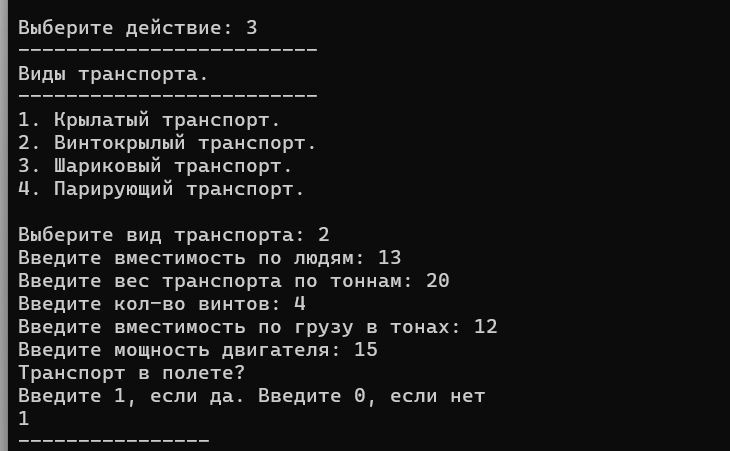 Выберите действие: 3
-------------------------
Виды транспорта.
-------------------------
1. Крылатый транспорт.
2. Винтокрылый транспорт.
3. Шариковый транспорт.
4. Парирующий транспорт.
Выберите вид транспорта: 2
Введите вместимость по людям: 13
Введите вес транспорта по тоннам: 20
Введите кол-во винтов: 4
Введите вместимость по грузу в тонах: 12
Введите мощность двигателя: 15
Транспорт в полете?
Введите 1, если да. Введите 0, если нет
1
----------------